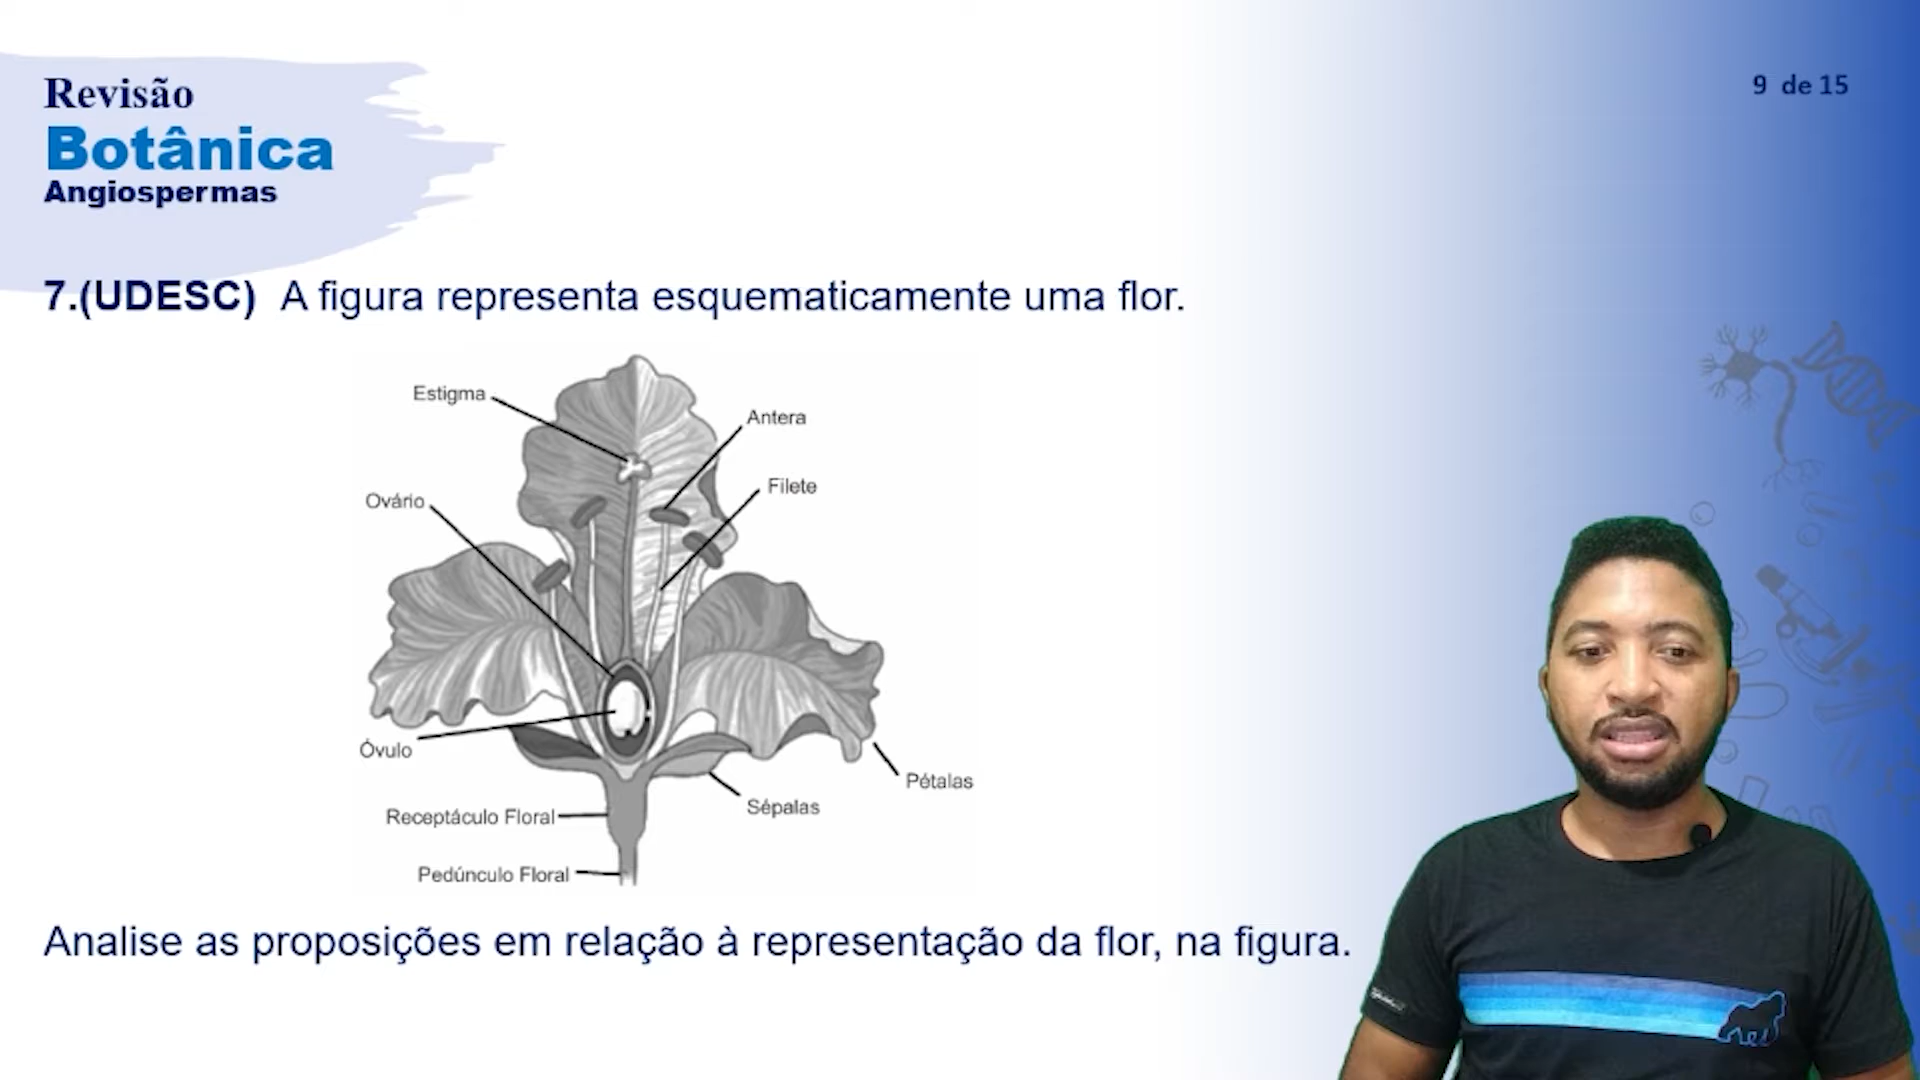 Revisão
Botânica
Angiospermas
9 de 15
7.(UDESC) A figura representa esquematicamente uma flor.
Estigma
Antera
Filete
Ovário
Óvulo
Pétalas
Sépalas
Receptáculo Floral
Pedúnculo Floral
Analise as proposições em relação à representação da flor, na figura.